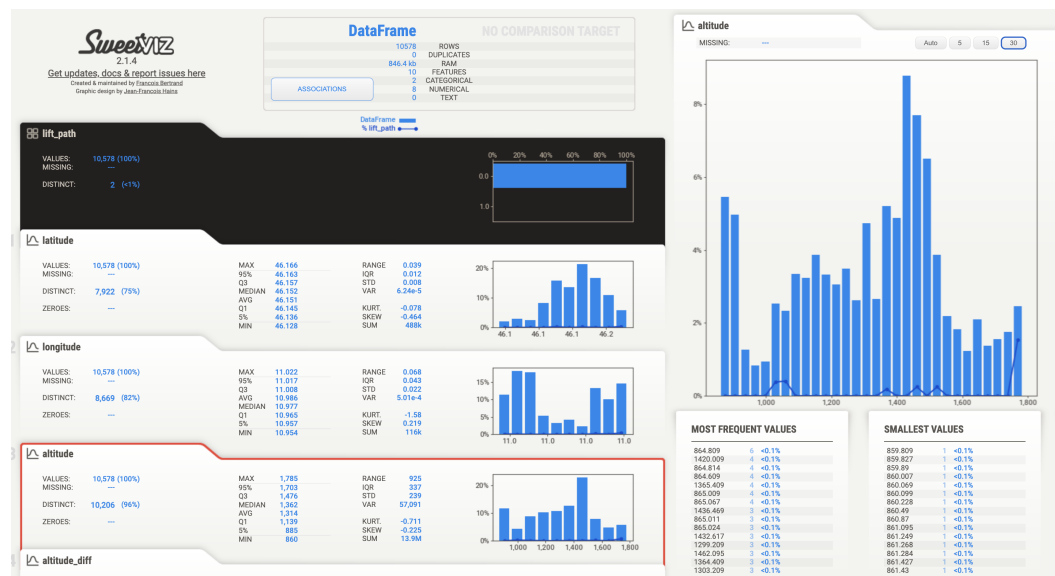 SweetVIZ
2.1.4
Get updates, docs & report issues here
Created & maintained by Francois Bertrand
Graphic design by Jean-Francois Hains
DataFrame
NO COMPARISON TARGET
10578 ROWS
0 DUPLICATES
846.4 kb RAM
10 FEATURES
2 CATEGORICAL
8 NUMERICAL
0 TEXT
ASSOCIATIONS
DataFrame
% lift_path
lift_path
VALUES: 10,578 (100%)
MISSING: ---
DISTINCT: 2 (<1%)
0% 20% 40% 60% 80% 100%
0.0
1.0
1
latitude
VALUES: 10,578 (100%)
MISSING: ---
DISTINCT: 7,922 (75%)
ZEROES: ---
MAX 46.166
95% 46.163
Q3 46.157
MEDIAN 46.152
AVG 46.151
Q1 46.145
5% 46.136
MIN 46.128
RANGE 0.039
IQR 0.012
STD 0.008
VAR 6.24e-5
KURT. -0.078
SKEW -0.464
SUM 488k
20%
10%
0%
46.1 46.1 46.1 46.2
2
longitude
VALUES: 10,578 (100%)
MISSING: ---
DISTINCT: 8,669 (82%)
ZEROES: ---
MAX 11.022
95% 11.017
Q3 11.008
AVG 10.986
MEDIAN 10.977
Q1 10.965
5% 10.957
MIN 10.954
RANGE 0.068
IQR 0.043
STD 0.022
VAR 5.01e-4
KURT. -1.58
SKEW 0.219
SUM 116k
15%
10%
5%
0%
11.0 11.0 11.0 11.0
3
altitude
VALUES: 10,578 (100%)
MISSING: ---
DISTINCT: 10,206 (96%)
ZEROES: ---
MAX 1,785
95% 1,703
Q3 1,476
MEDIAN 1,362
AVG 1,314
Q1 1,139
5% 885
MIN 860
RANGE 925
IQR 337
STD 239
VAR 57,091
KURT. -0.711
SKEW -0.225
SUM 13.9M
20%
10%
0%
1,000 1,200 1,400 1,600 1,800
4
altitude_diff
altitude
MISSING: ---
Auto 5 15 30
8%
6%
4%
2%
0%
1,000 1,200 1,400 1,600 1,800
MOST FREQUENT VALUES
864.809 6 <0.1%
1420.009 4 <0.1%
864.814 4 <0.1%
864.609 4 <0.1%
1365.409 4 <0.1%
865.009 4 <0.1%
865.067 4 <0.1%
1436.469 3 <0.1%
865.011 3 <0.1%
865.024 3 <0.1%
1432.617 3 <0.1%
1299.209 3 <0.1%
1462.095 3 <0.1%
1364.409 3 <0.1%
1303.209 3 <0.1%
SMALLEST VALUES
859.809 1 <0.1%
859.827 1 <0.1%
859.89 1 <0.1%
860.007 1 <0.1%
860.069 1 <0.1%
860.099 1 <0.1%
860.228 1 <0.1%
860.49 1 <0.1%
860.87 1 <0.1%
861.095 1 <0.1%
861.249 1 <0.1%
861.268 1 <0.1%
861.284 1 <0.1%
861.427 1 <0.1%
861.43 1 <0.1%